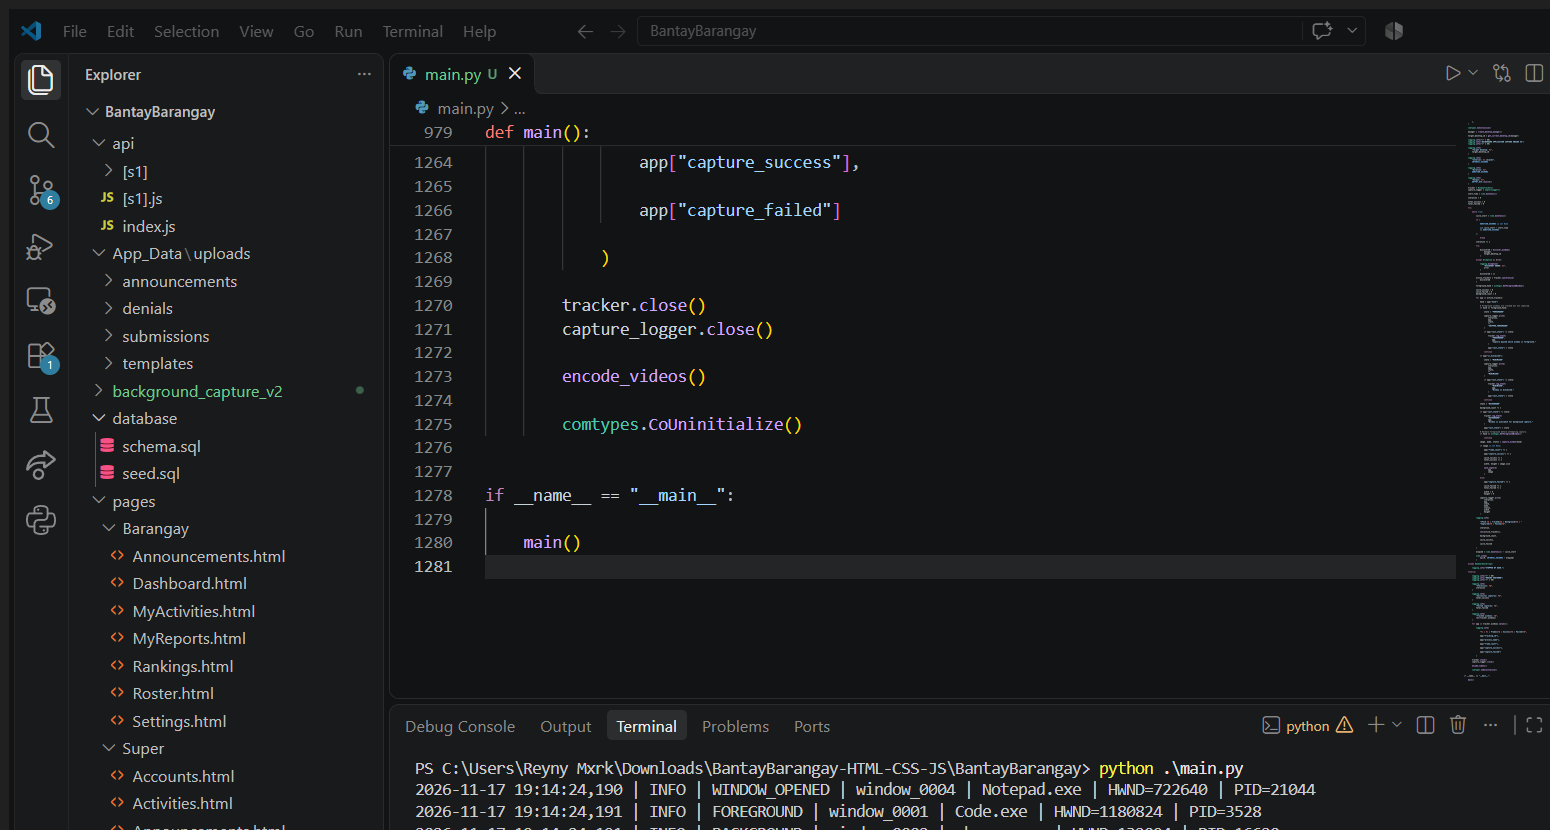 File Edit Selection View Go Run Terminal Help
BantayBarangay
Explorer
BantayBarangay
api
[s1]
JS [s1].js
JS index.js
App_Data\uploads
announcements
denials
submissions
templates
background_capture_v2
database
schema.sql
seed.sql
pages
Barangay
Announcements.html
Dashboard.html
MyActivities.html
MyReports.html
Rankings.html
Roster.html
Settings.html
Super
Accounts.html
Activities.html
6
1
main.py U
main.py > ...
979 def main():
1264 app["capture_success"],
1265
1266 app["capture_failed"]
1267
1268 )
1269
1270 tracker.close()
1271 capture_logger.close()
1272
1273 encode_videos()
1274
1275 comtypes.CoUninitialize()
1276
1277
1278 if __name__ == "__main__":
1279
1280 main()
1281
Debug Console Output Terminal Problems Ports
python
PS C:\Users\Reyny Mxrk\Downloads\BantayBarangay-HTML-CSS-JS\BantayBarangay> python .\main.py
2026-11-17 19:14:24,190 | INFO | WINDOW_OPENED | window_0004 | Notepad.exe | HWND=722640 | PID=21044
2026-11-17 19:14:24,191 | INFO | FOREGROUND | window_0001 | Code.exe | HWND=1180824 | PID=3528